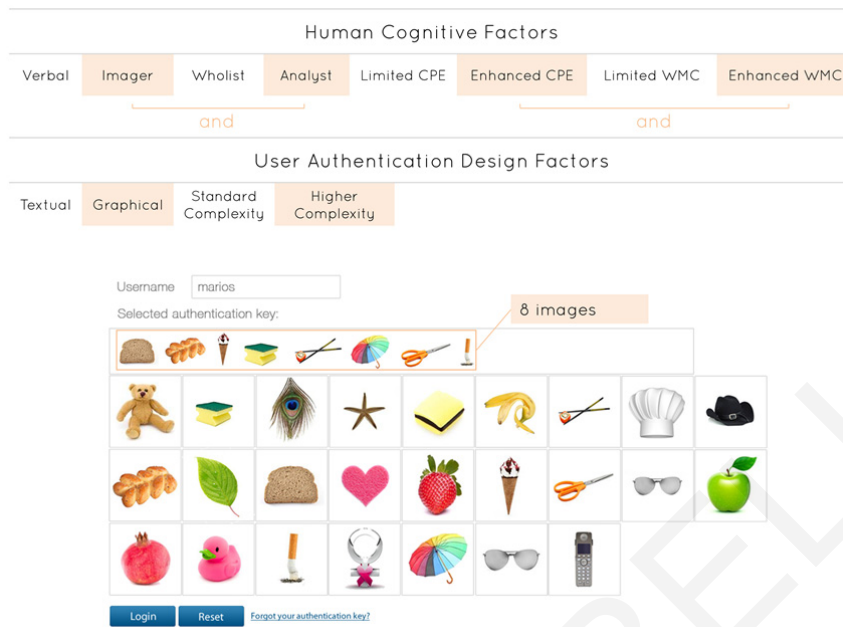 Human Cognitive Factors
Verbal Imager Wholist Analyst Limited CPE Enhanced CPE Limited WMC Enhanced WMC
and and
User Authentication Design Factors
Textual Graphical Standard Complexity Higher Complexity
Username marios
Selected authentication key:
8 images
Login Reset Forgot your authentication key?